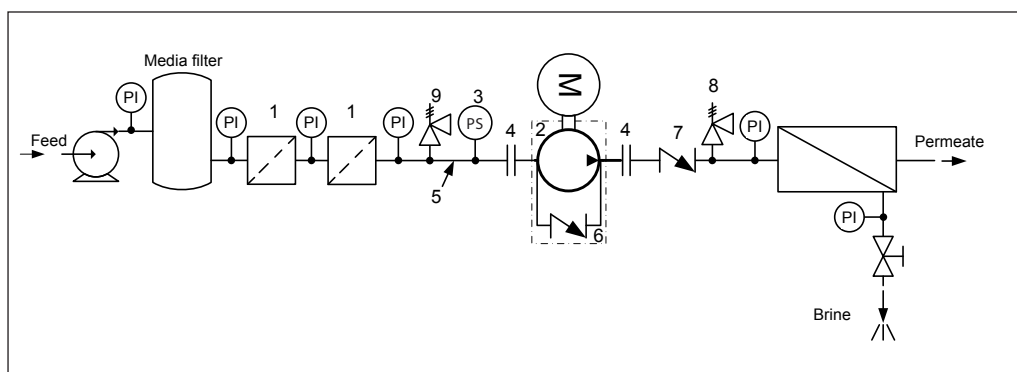 Media filter
PI
9
3
M
8
PI
1
PI
1
PI
PS
4
2
4
7
PI
Feed
Permeate
5
6
PI
Brine